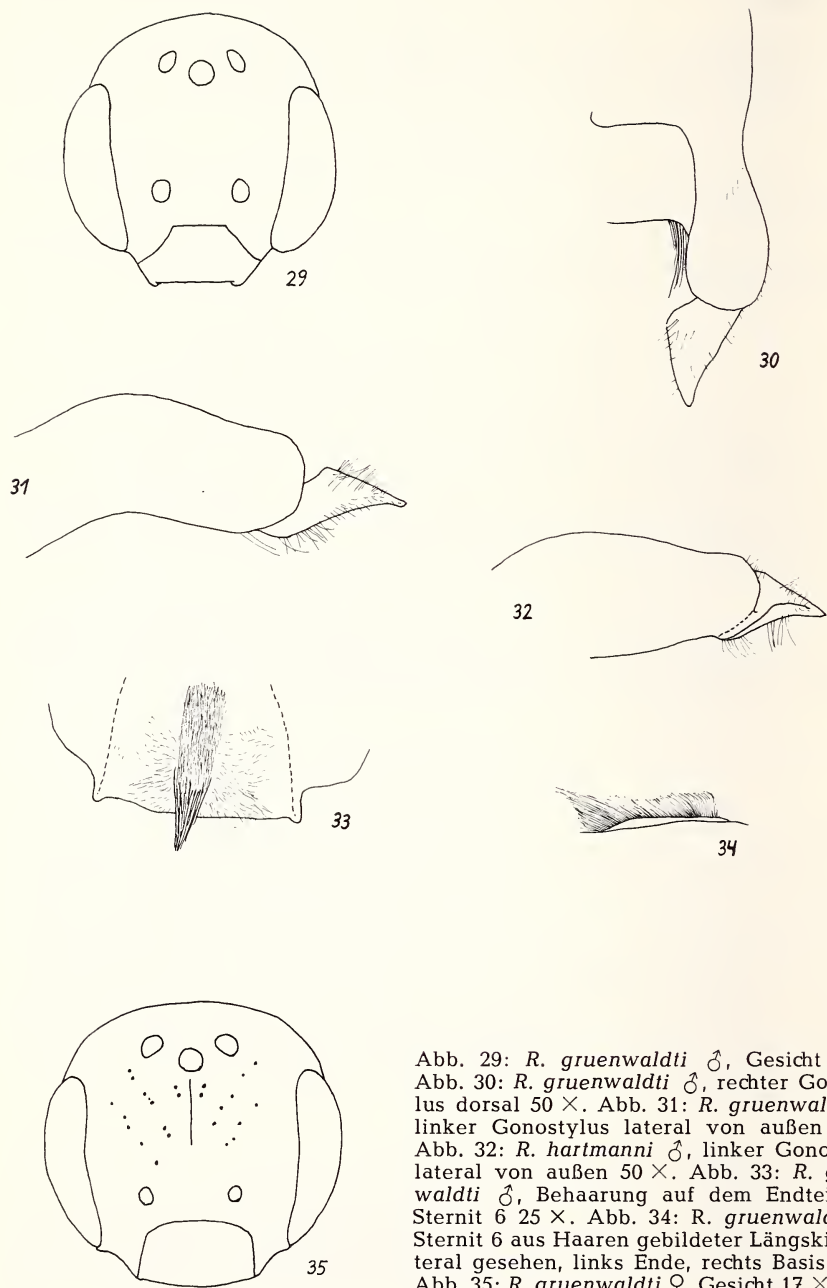 29
30
31
32
33
34
35
Abb. 29: R. gruenwaldti ♂, Gesicht
Abb. 30: R. gruenwaldti ♂, rechter Go
lus dorsal 50 ×. Abb. 31: R. gruenwal
linker Gonostylus lateral von außen
Abb. 32: R. hartmanni ♂, linker Gono
lateral von außen 50 ×. Abb. 33: R.
waldti ♂, Behaarung auf dem Endtei
Sternit 6 25 ×. Abb. 34: R. gruenwal
Sternit 6 aus Haaren gebildeter Längski
teral gesehen, links Ende, rechts Basis
Abb. 35: R. gruenwaldti ♀, Gesicht 17 ×